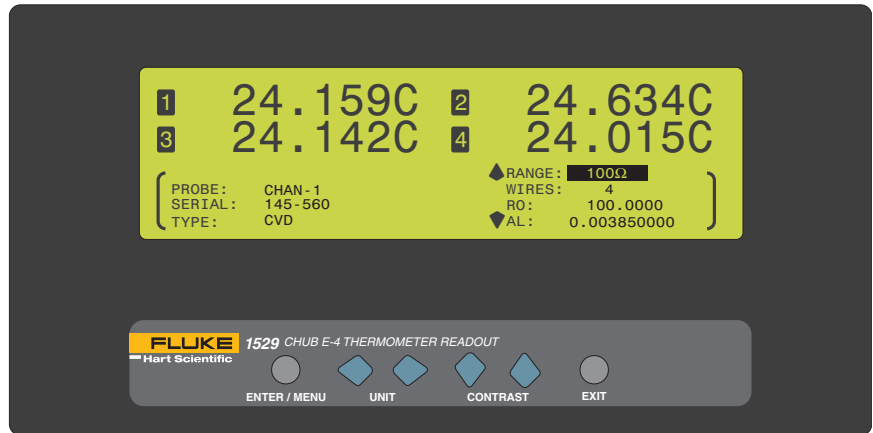 1 24.159C 2 24.634C
3 24.142C 4 24.015C
PROBE: CHAN-1
SERIAL: 145-560
TYPE: CVD
RANGE: 100Ω
WIRES: 4
RO: 100.0000
AL: 0.003850000
FLUKE
Hart Scientific
1529 CHUB E-4 THERMOMETER READOUT
ENTER / MENU UNIT CONTRAST EXIT